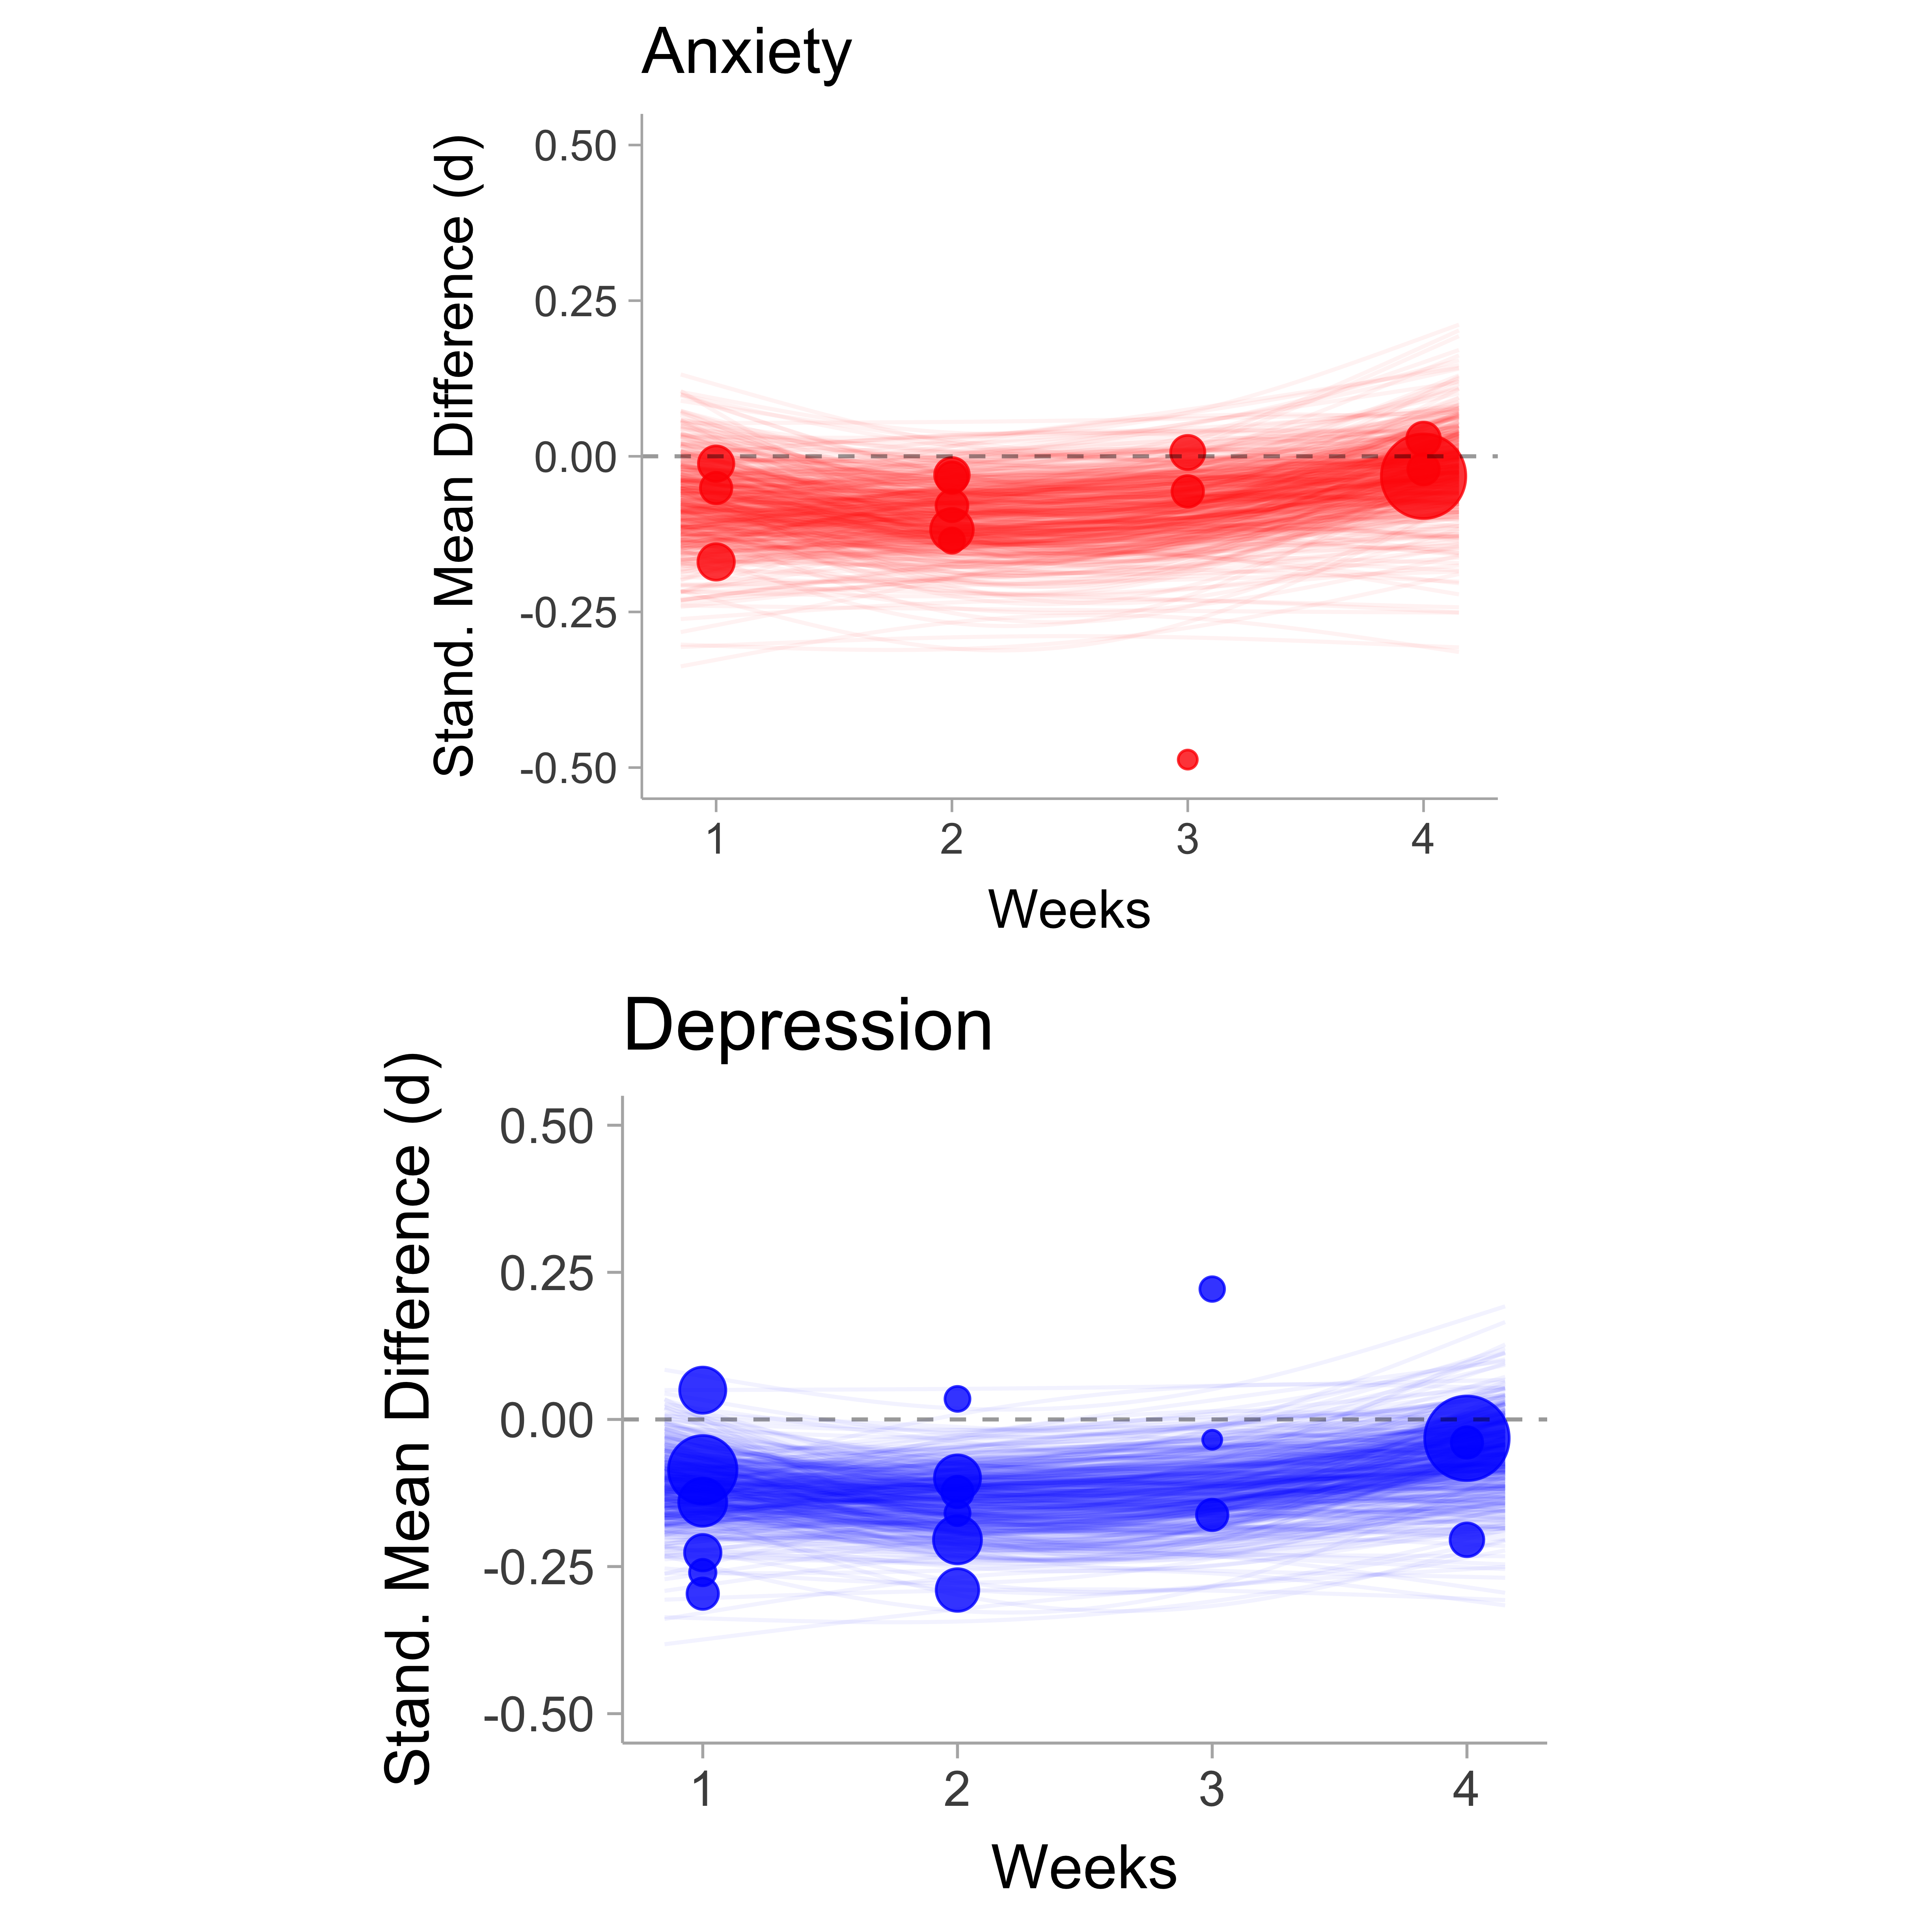 Anxiety
Stand. Mean Difference (d)
0.50
0.25
0.00
-0.25
-0.50
1 2 3 4
Weeks
Depression
Stand. Mean Difference (d)
0.50
0.25
0.00
-0.25
-0.50
1 2 3 4
Weeks